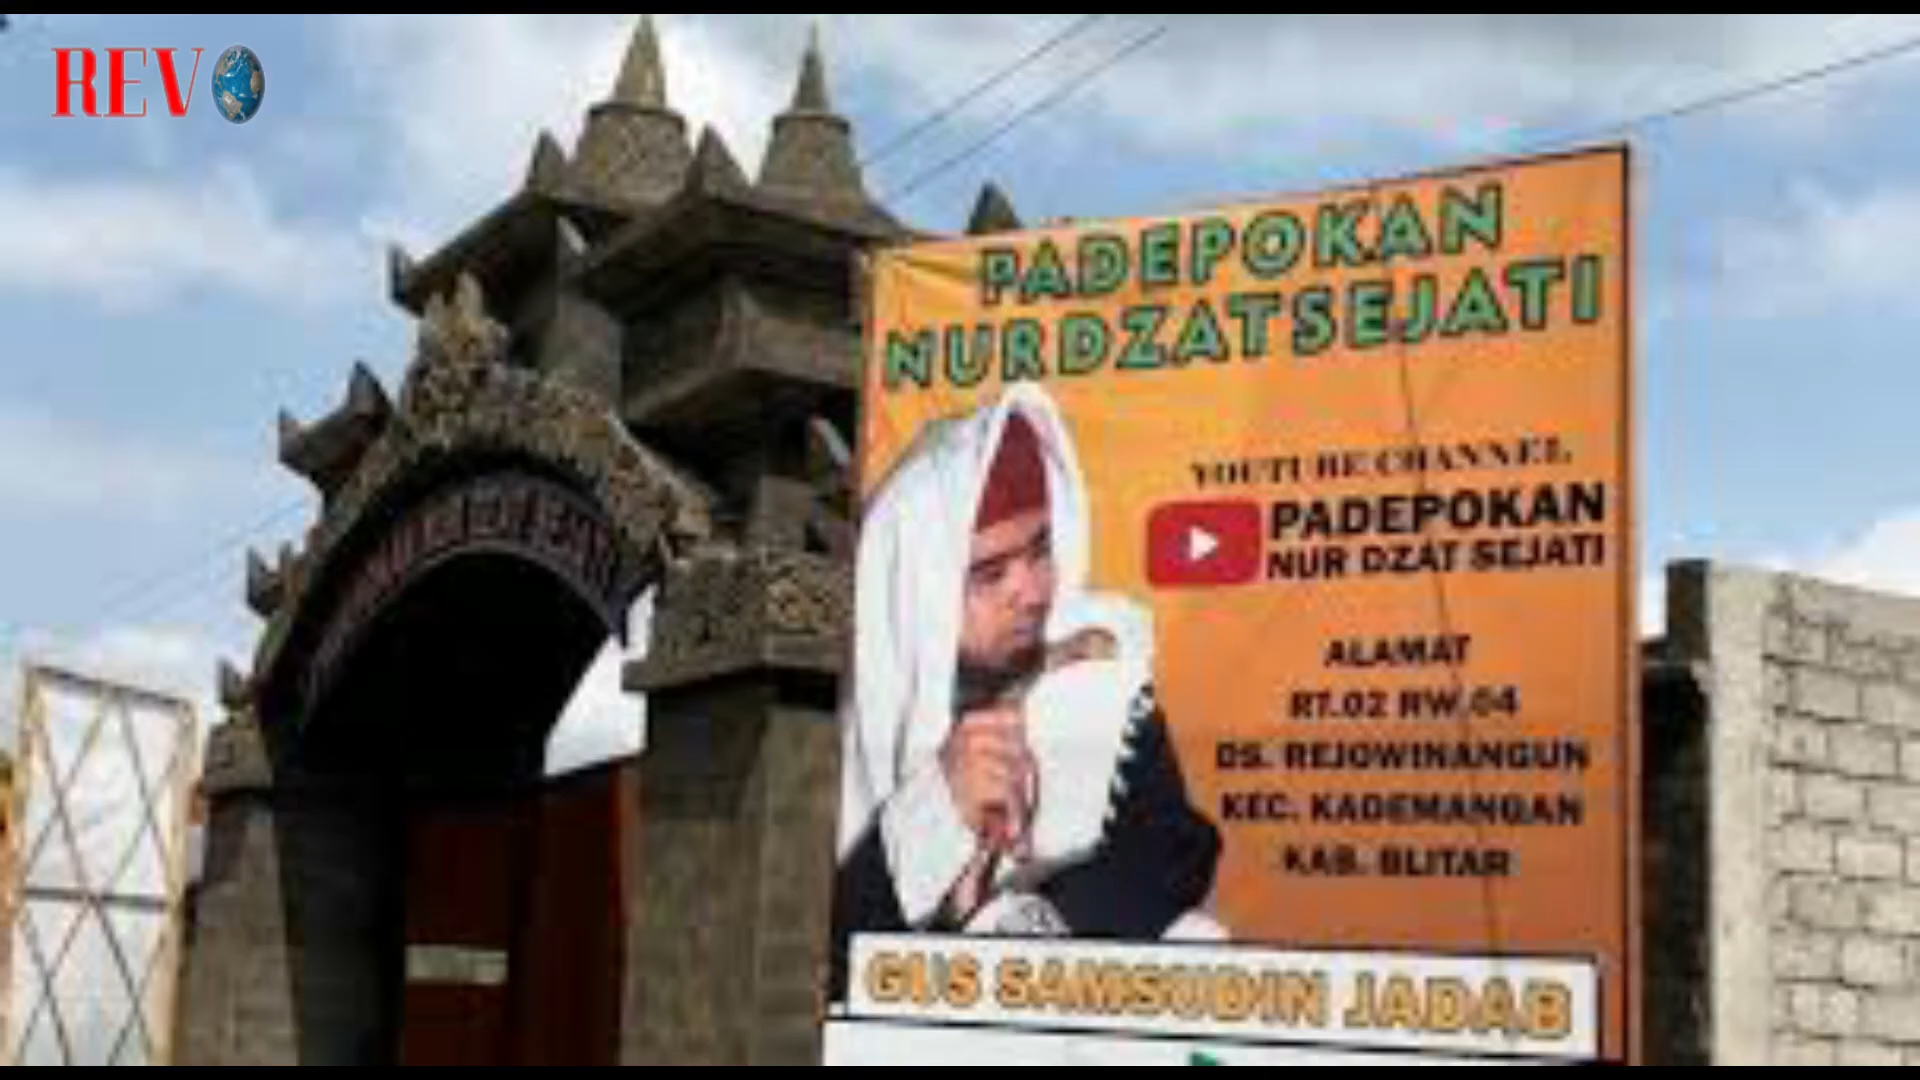 REVO
PADEPOKAN
NURDZATSEJATI
YOUTUBE CHANNEL
PADEPOKAN
NUR DZAT SEJATI
ALAMAT
RT.02 RW.04
DS. REJOWINANGUN
KEC. KADEMANGAN
KAB. BLITAR
GUS SAMSUDIN JADAB